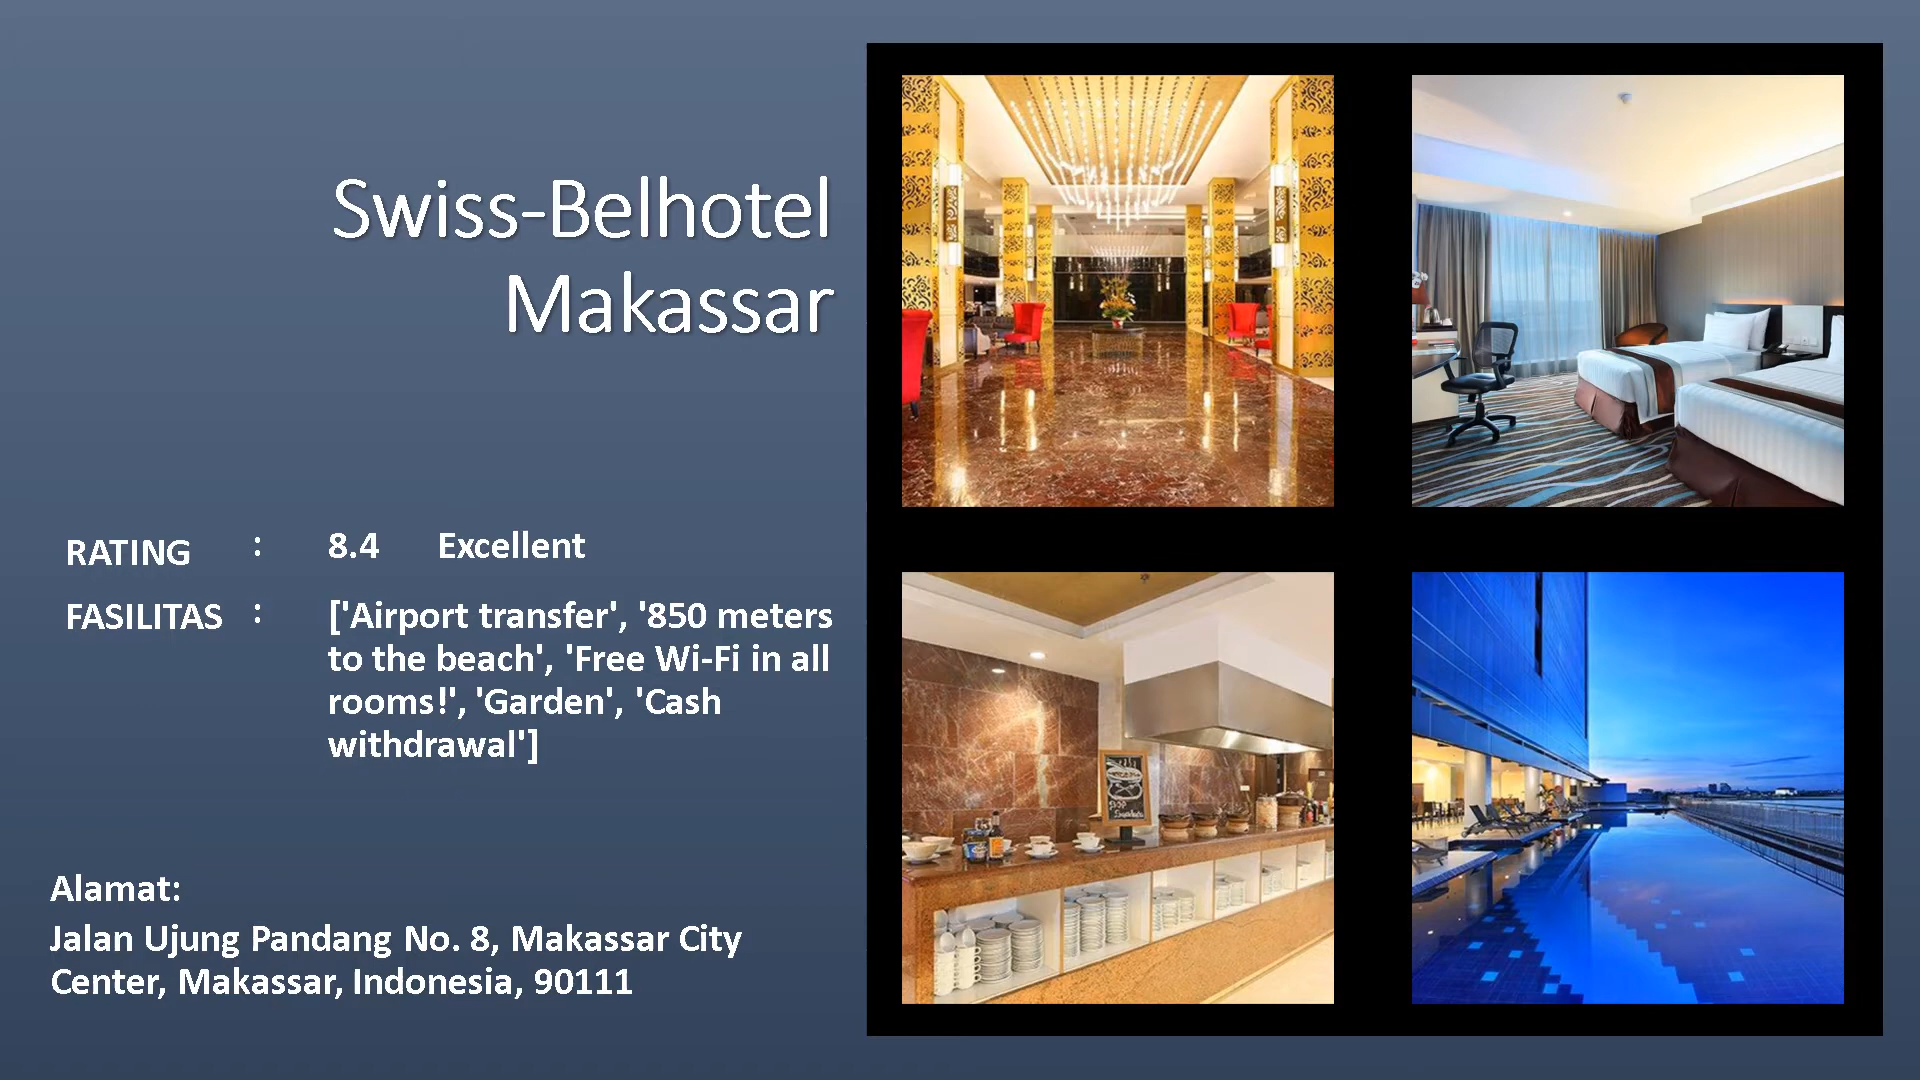 Swiss-Belhotel
Makassar
RATING : 8.4 Excellent
FASILITAS : ['Airport transfer', '850 meters
to the beach', 'Free Wi-Fi in all
rooms!', 'Garden', 'Cash
withdrawal']
Alamat:
Jalan Ujung Pandang No. 8, Makassar City
Center, Makassar, Indonesia, 90111